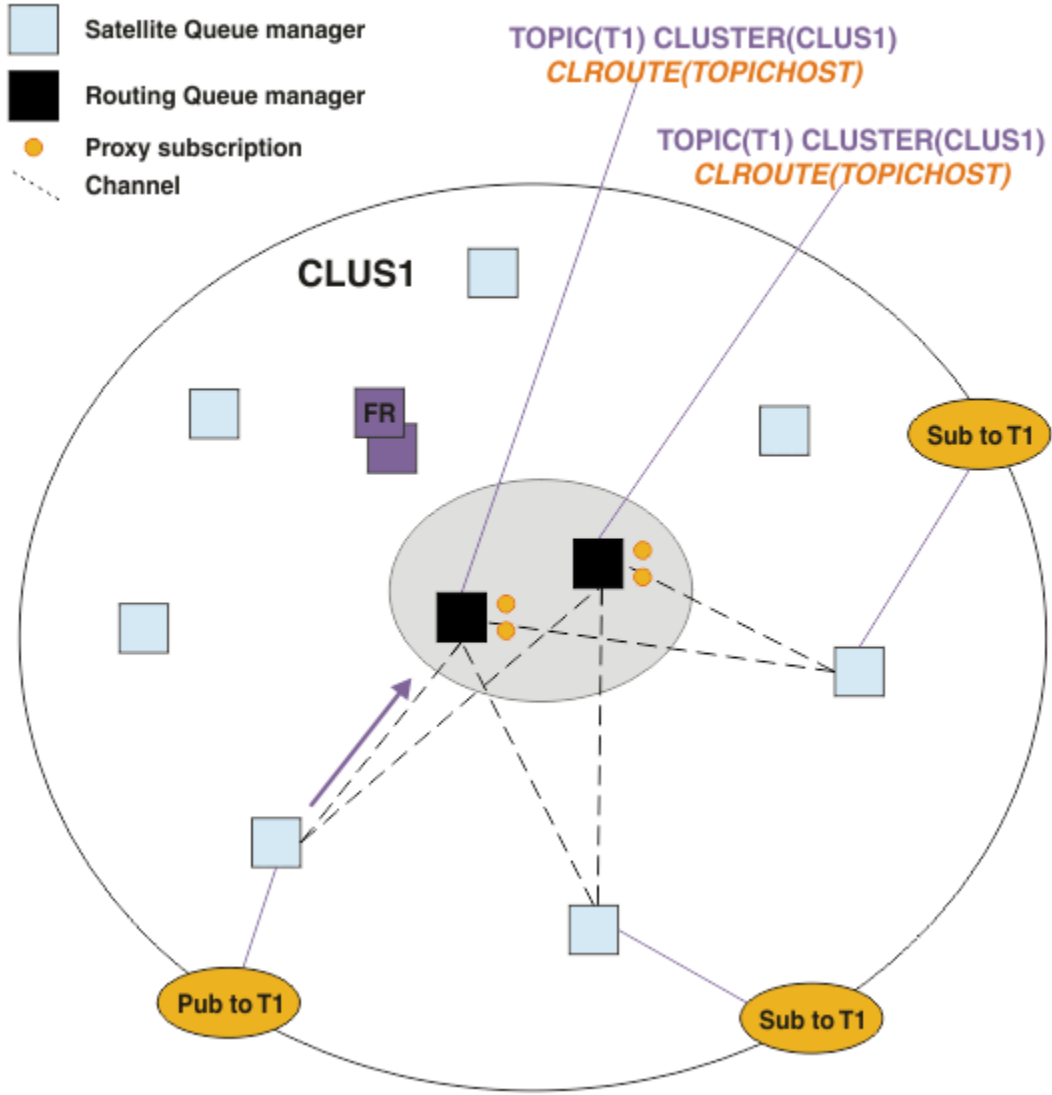 Satellite Queue manager
Routing Queue manager
Proxy subscription
Channel
TOPIC(T1) CLUSTER(CLUS1)
CLROUTE(TOPICHOST)
TOPIC(T1) CLUSTER(CLUS1)
CLROUTE(TOPICHOST)
CLUS1
FR
Sub to T1
Pub to T1
Sub to T1